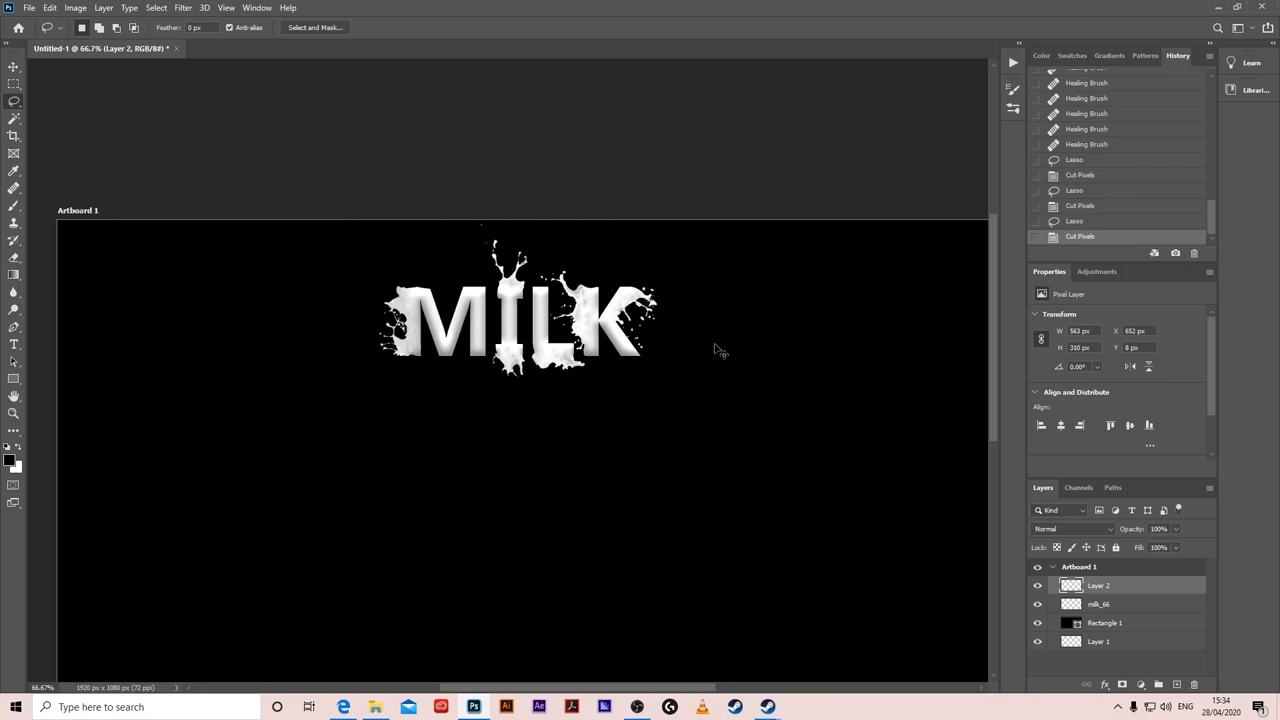 Ps File Edit Image Layer Type Select Filter 3D View Window Help
Feather: 0 px Anti-alias Select and Mask...
Untitled-1 @ 66.7% (Layer 2, RGB/8#) *
Artboard 1
MILK
Color Swatches Gradients Patterns History
Healing Brush
Healing Brush
Healing Brush
Healing Brush
Healing Brush
Lasso
Cut Pixels
Lasso
Cut Pixels
Lasso
Cut Pixels
Learn
Librari...
Properties Adjustments
Pixel Layer
Transform
W 563 px X 652 px
H 310 px Y 8 px
0.00°
Align and Distribute
Align:
Layers Channels Paths
Kind
Normal Opacity: 100%
Lock: Fill: 100%
Artboard 1
Layer 2
milk_66
Rectangle 1
Layer 1
66.67% 1920 px x 1080 px (72 ppi)
Type here to search
Ps Ai Ae
ENG 15:34
28/04/2020